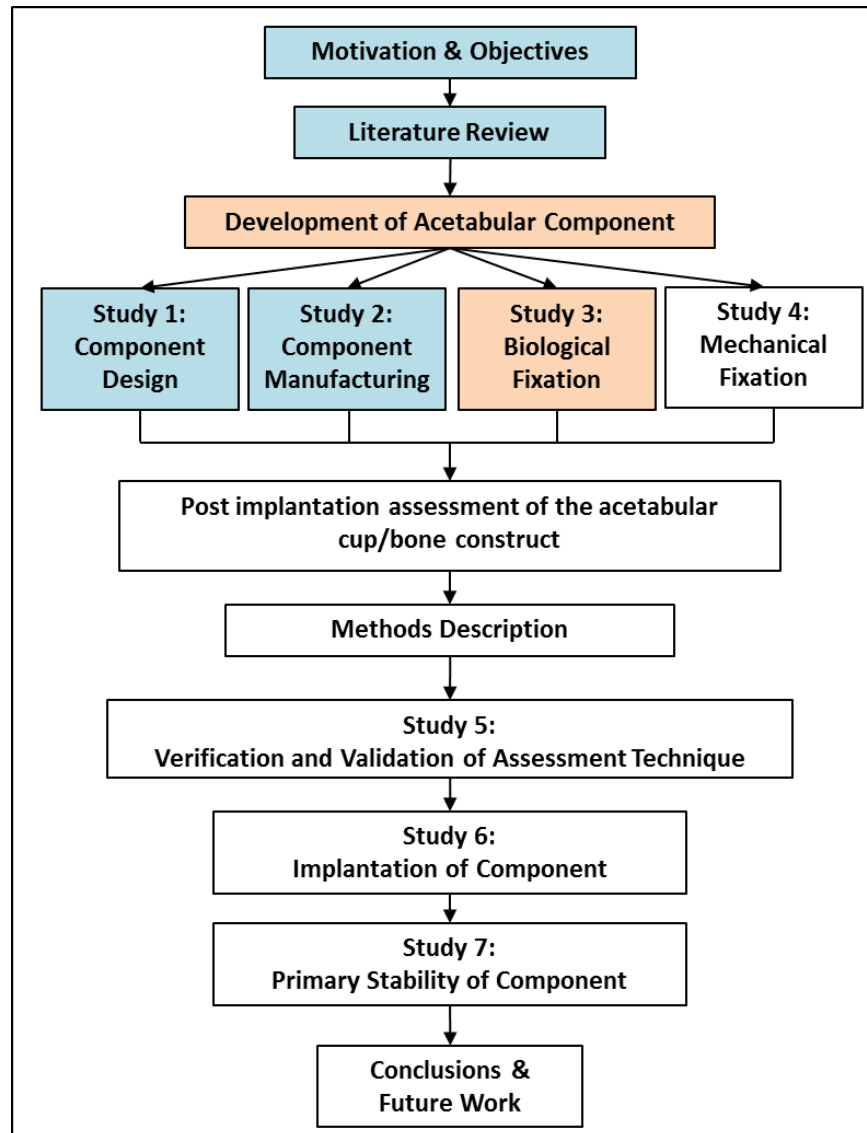 Motivation & Objectives
Literature Review
Development of Acetabular Component
Study 1:
Component
Design
Study 2:
Component
Manufacturing
Study 3:
Biological
Fixation
Study 4:
Mechanical
Fixation
Post implantation assessment of the acetabular
cup/bone construct
Methods Description
Study 5:
Verification and Validation of Assessment Technique
Study 6:
Implantation of Component
Study 7:
Primary Stability of Component
Conclusions &
Future Work